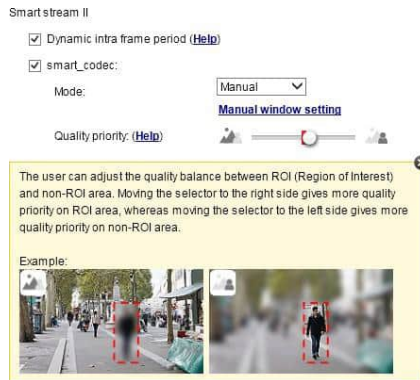 Smart stream II
Dynamic intra frame period (Help)
smart_codec:
Mode:
Manual
Manual window setting
Quality priority: (Help)
The user can adjust the quality balance between ROI (Region of Interest)
and non-ROI area. Moving the selector to the right side gives more quality
priority on ROI area, whereas moving the selector to the left side gives more
quality priority on non-ROI area.
Example: